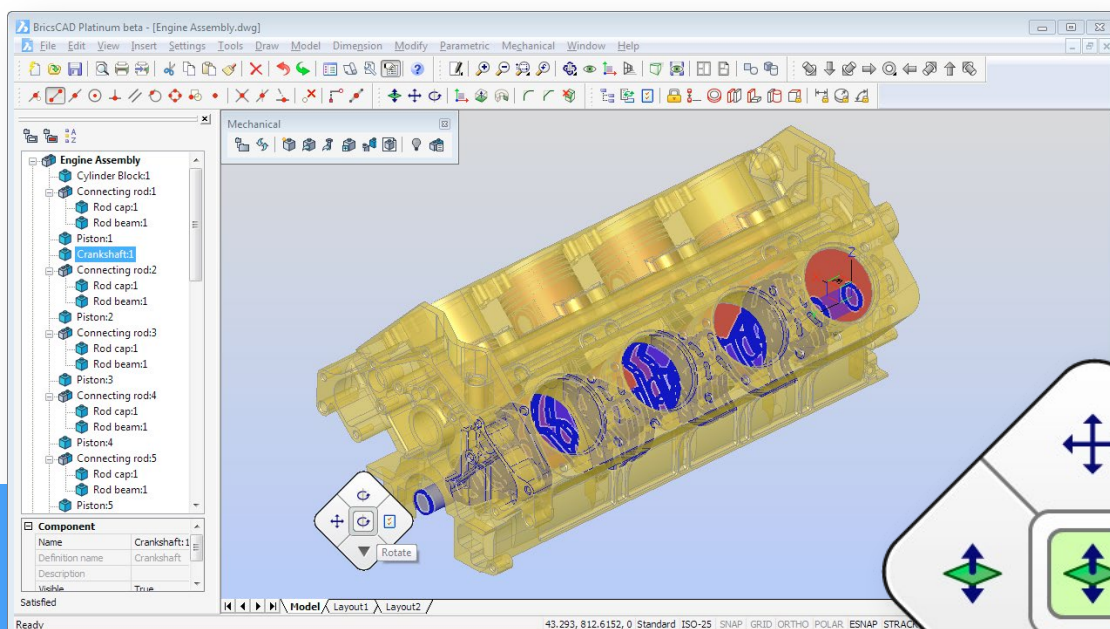 BricsCAD Platinum beta - [Engine Assembly.dwg]
File Edit View Insert Settings Tools Draw Model Dimension Modify Parametric Mechanical Window Help
Mechanical
Engine Assembly
Cylinder Block:1
Connecting rod:1
Rod cap:1
Rod beam:1
Piston:1
Crankshaft:1
Connecting rod:2
Rod cap:1
Rod beam:1
Piston:2
Connecting rod:3
Rod cap:1
Rod beam:1
Piston:3
Connecting rod:4
Rod cap:1
Rod beam:1
Piston:4
Connecting rod:5
Rod cap:1
Rod beam:1
Piston:5
Component
Name Crankshaft:1
Definition name Crankshaft
Description
Visible True
Satisfied
Z
Rotate
Model Layout1 Layout2
Ready 43.293, 812.6152, 0 Standard ISO-25 SNAP GRID ORTHO POLAR ESNAP STRACK